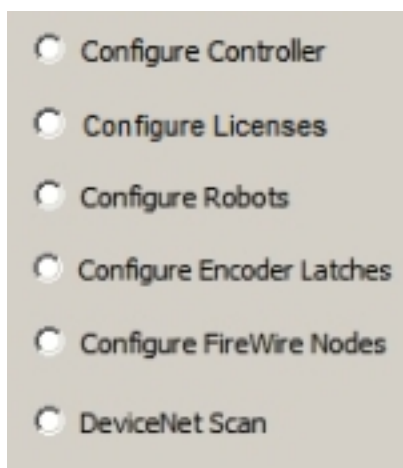 Configure Controller
Configure Licenses
Configure Robots
Configure Encoder Latches
Configure FireWire Nodes
DeviceNet Scan